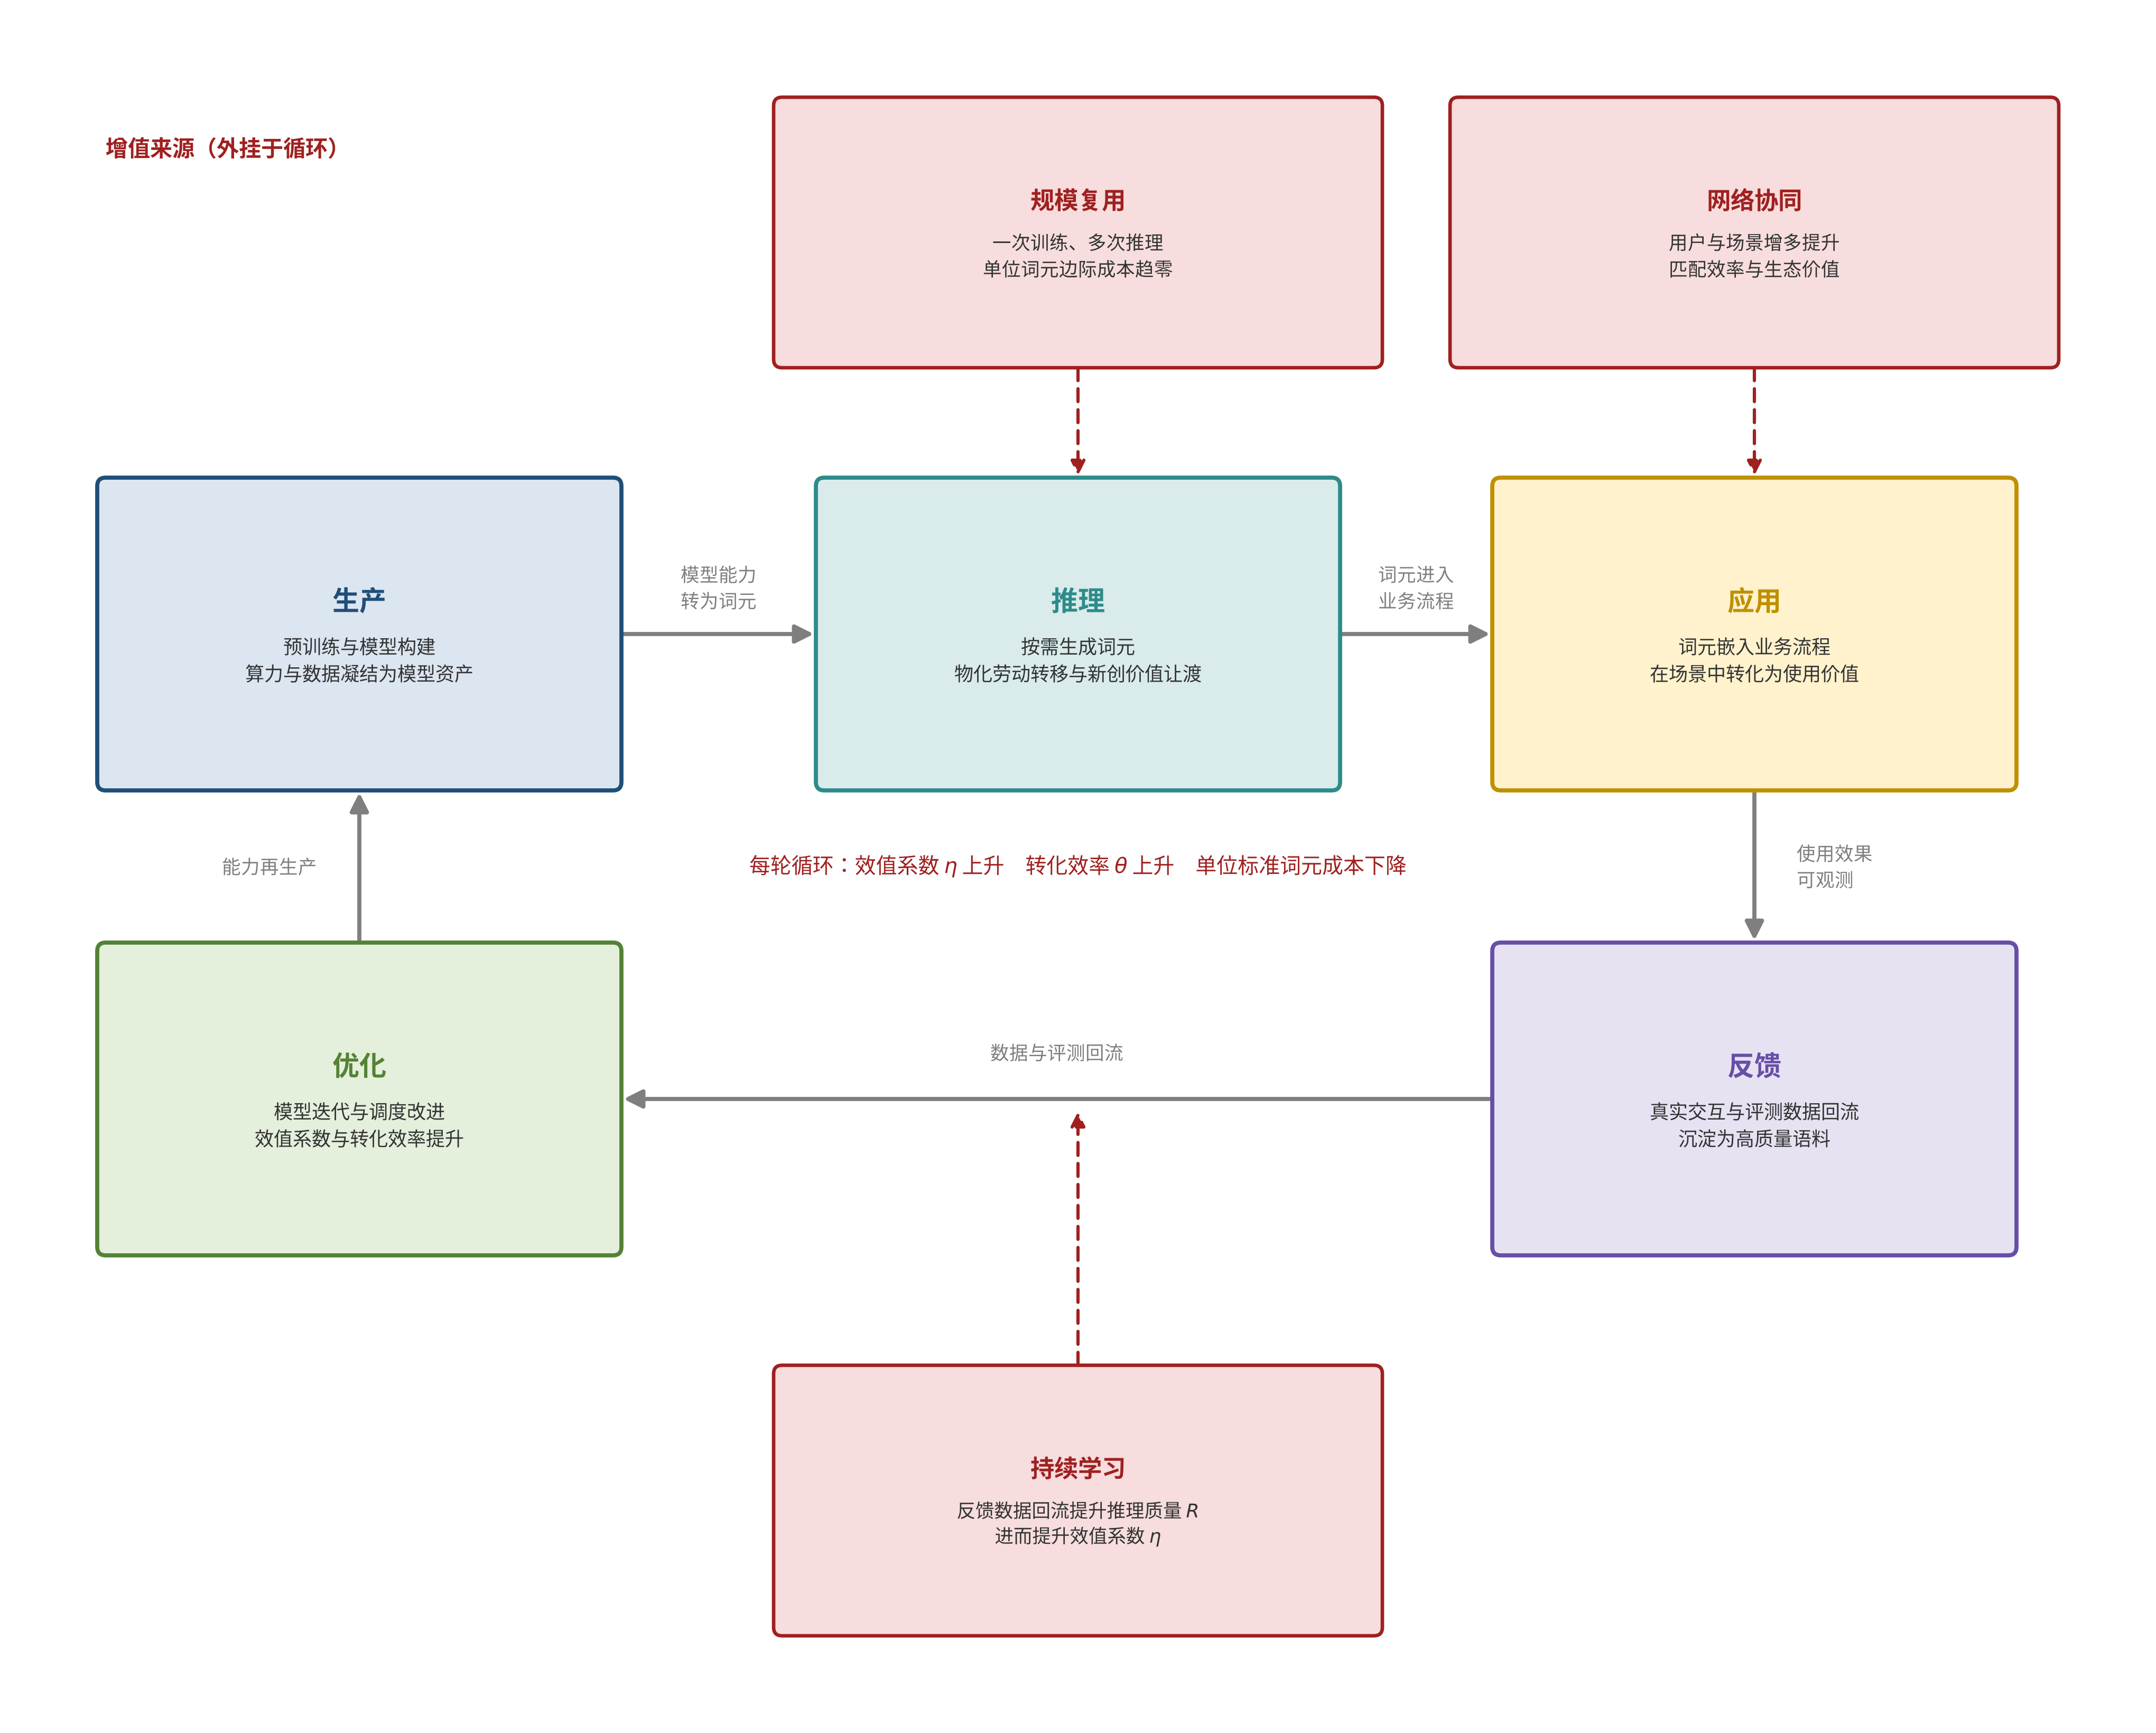 增值来源（外挂于循环）
规模复用
一次训练、多次推理
单位词元边际成本趋零
网络协同
用户与场景增多提升
匹配效率与生态价值
生产
预训练与模型构建
算力与数据凝结为模型资产
模型能力
转为词元
推理
按需生成词元
物化劳动转移与新创价值让渡
词元进入
业务流程
应用
词元嵌入业务流程
在场景中转化为使用价值
能力再生产
每轮循环：效值系数 η 上升　转化效率 θ 上升　单位标准词元成本下降
使用效果
可观测
优化
模型迭代与调度改进
效值系数与转化效率提升
数据与评测回流
反馈
真实交互与评测数据回流
沉淀为高质量语料
持续学习
反馈数据回流提升推理质量 R
进而提升效值系数 η